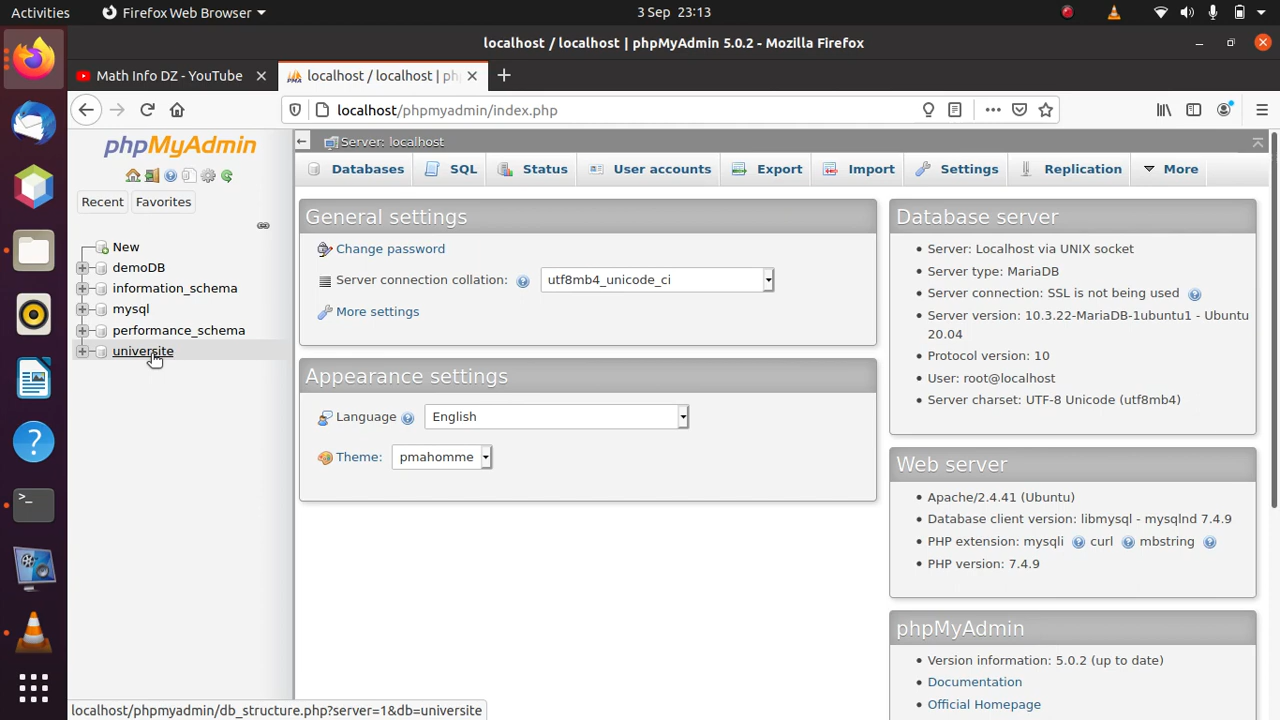 Activities
Firefox Web Browser
3 Sep 23:13
localhost / localhost | phpMyAdmin 5.0.2 - Mozilla Firefox
Math Info DZ - YouTube
localhost / localhost | ph
localhost/phpmyadmin/index.php
phpMyAdmin
Recent
Favorites
New
demoDB
information_schema
mysql
performance_schema
universite
Server: localhost
Databases
SQL
Status
User accounts
Export
Import
Settings
Replication
More
General settings
Change password
Server connection collation:
utf8mb4_unicode_ci
More settings
Appearance settings
Language
English
Theme:
pmahomme
Database server
Server: Localhost via UNIX socket
Server type: MariaDB
Server connection: SSL is not being used
Server version: 10.3.22-MariaDB-1ubuntu1 - Ubuntu
20.04
Protocol version: 10
User: root@localhost
Server charset: UTF-8 Unicode (utf8mb4)
Web server
Apache/2.4.41 (Ubuntu)
Database client version: libmysql - mysqlnd 7.4.9
PHP extension: mysqli curl mbstring
PHP version: 7.4.9
phpMyAdmin
Version information: 5.0.2 (up to date)
Documentation
Official Homepage
localhost/phpmyadmin/db_structure.php?server=1&db=universite